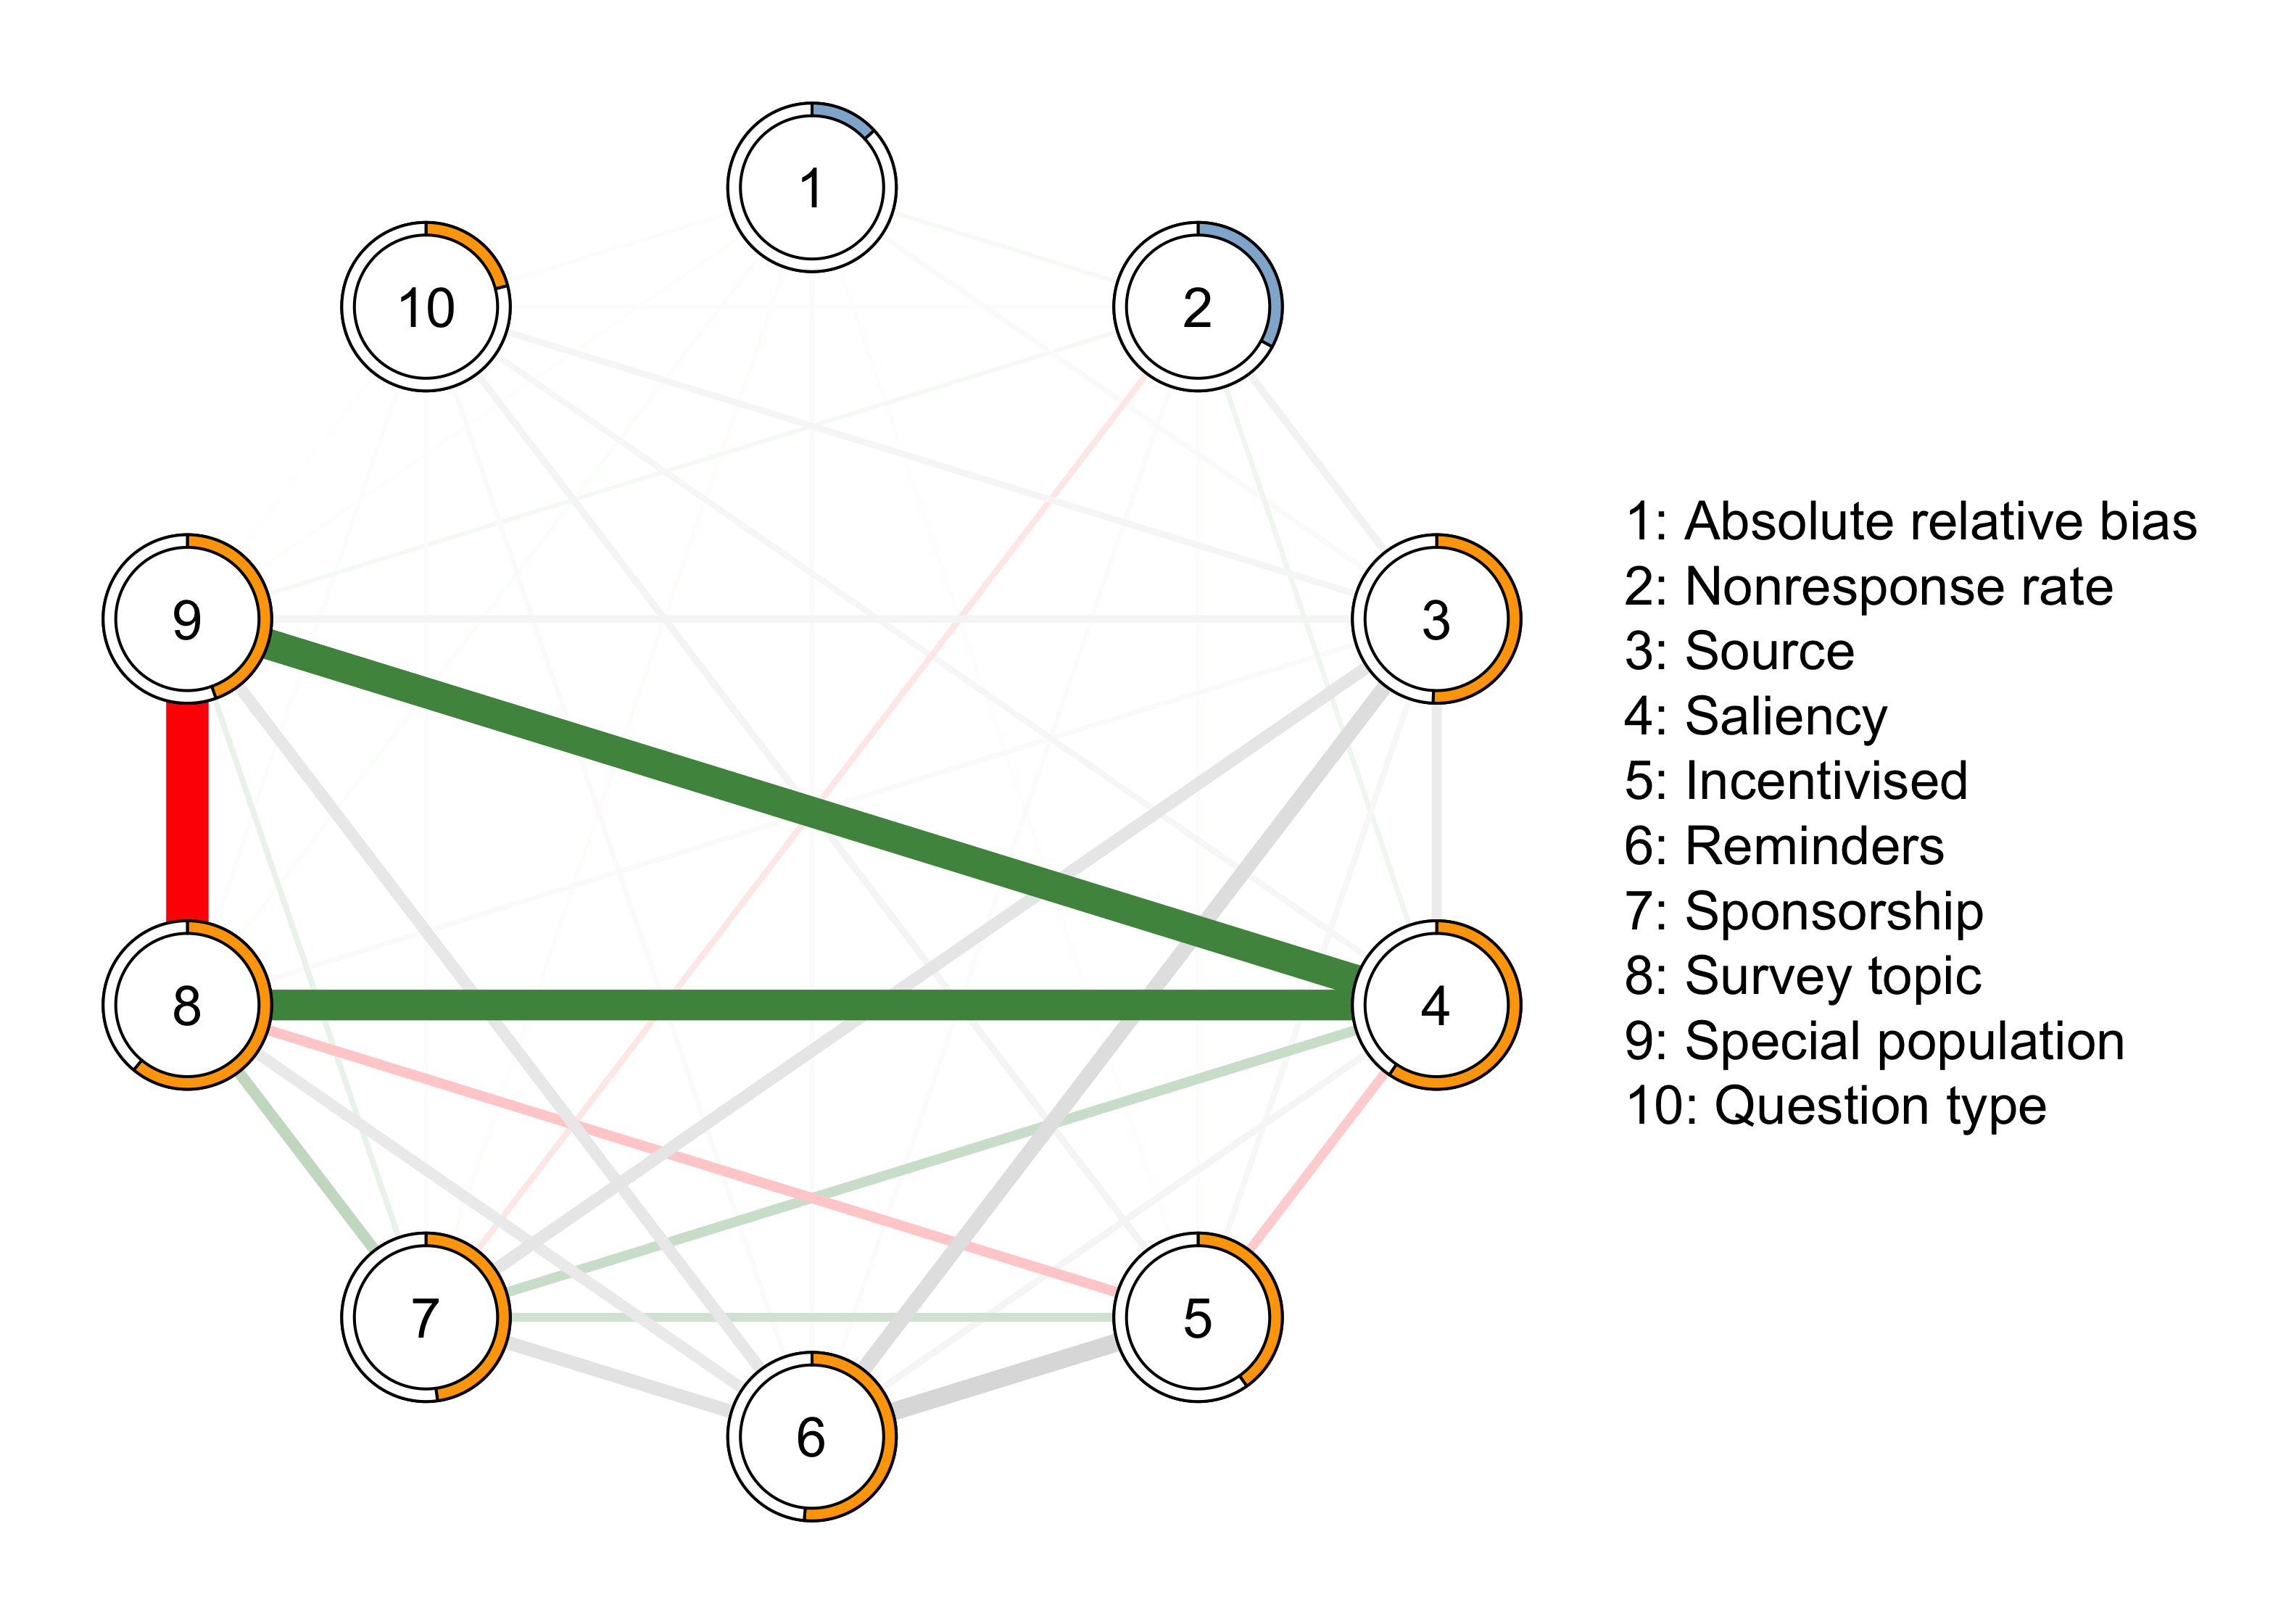 1
10
2
9
3
8
4
7
5
6
1: Absolute relative bias
2: Nonresponse rate
3: Source
4: Saliency
5: Incentivised
6: Reminders
7: Sponsorship
8: Survey topic
9: Special population
10: Question type